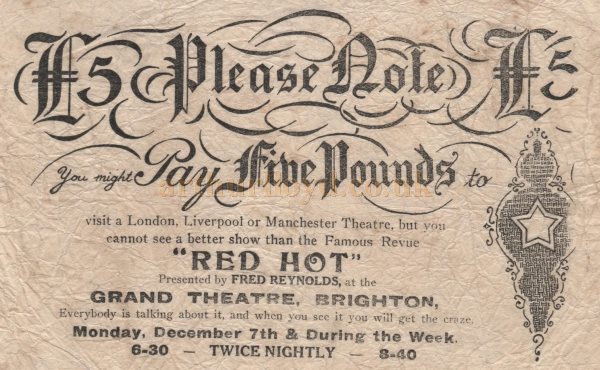 £5 Please Note £5
You might Pay Five Pounds to
visit a London, Liverpool or Manchester Theatre, but you
cannot see a better show than the Famous Revue
"RED HOT"
Presented by FRED REYNOLDS, at the
GRAND THEATRE, BRIGHTON,
Everybody is talking about it, and when you see it you will get the craze.
Monday, December 7th & During the Week.
6-30 — TWICE NIGHTLY — 8-40